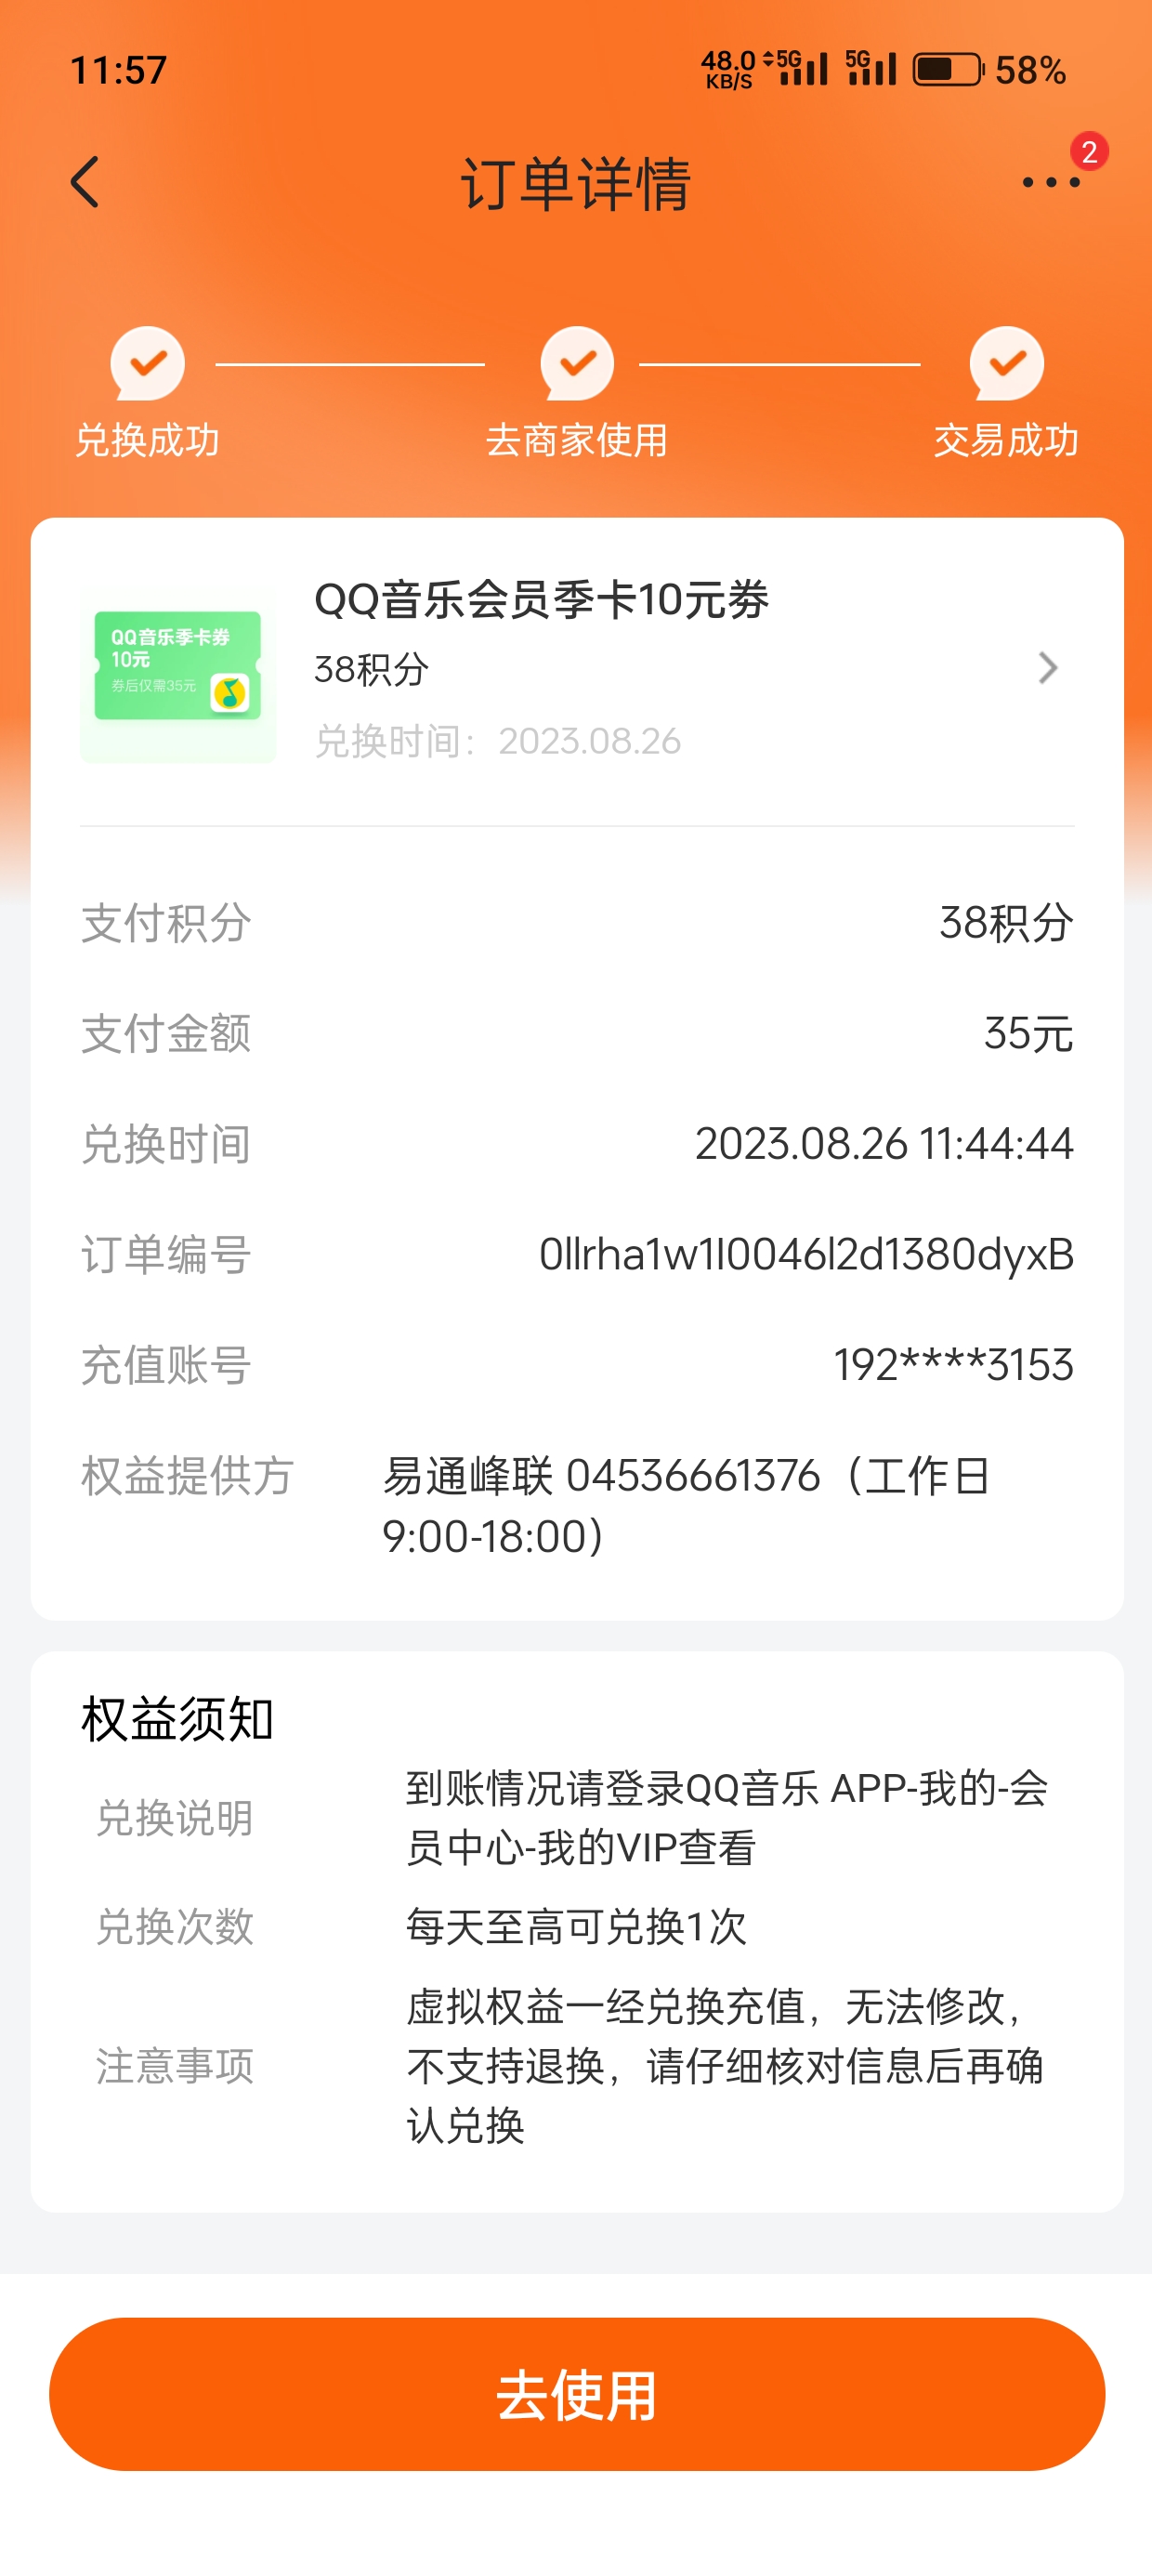 11:57
48.0 KB/S 5G 5G 58%
订单详情
2
兑换成功
去商家使用
交易成功
QQ音乐会员季卡10元券
QQ音乐季卡券
10元
券后仅需35元
38积分
兑换时间：2023.08.26
支付积分 38积分
支付金额 35元
兑换时间 2023.08.26 11:44:44
订单编号 0llrha1w1l0046l2d1380dyxB
充值账号 192****3153
权益提供方 易通峰联 04536661376（工作日
9:00-18:00）
权益须知
兑换说明 到账情况请登录QQ音乐 APP-我的-会
员中心-我的VIP查看
兑换次数 每天至高可兑换1次
注意事项 虚拟权益一经兑换充值，无法修改，
不支持退换，请仔细核对信息后再确
认兑换
去使用